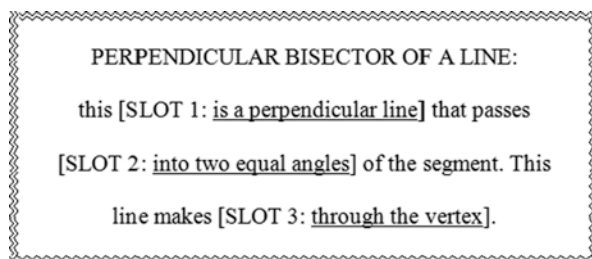 PERPENDICULAR BISECTOR OF A LINE:
this [SLOT 1: is a perpendicular line] that passes
[SLOT 2: into two equal angles] of the segment. This
line makes [SLOT 3: through the vertex].